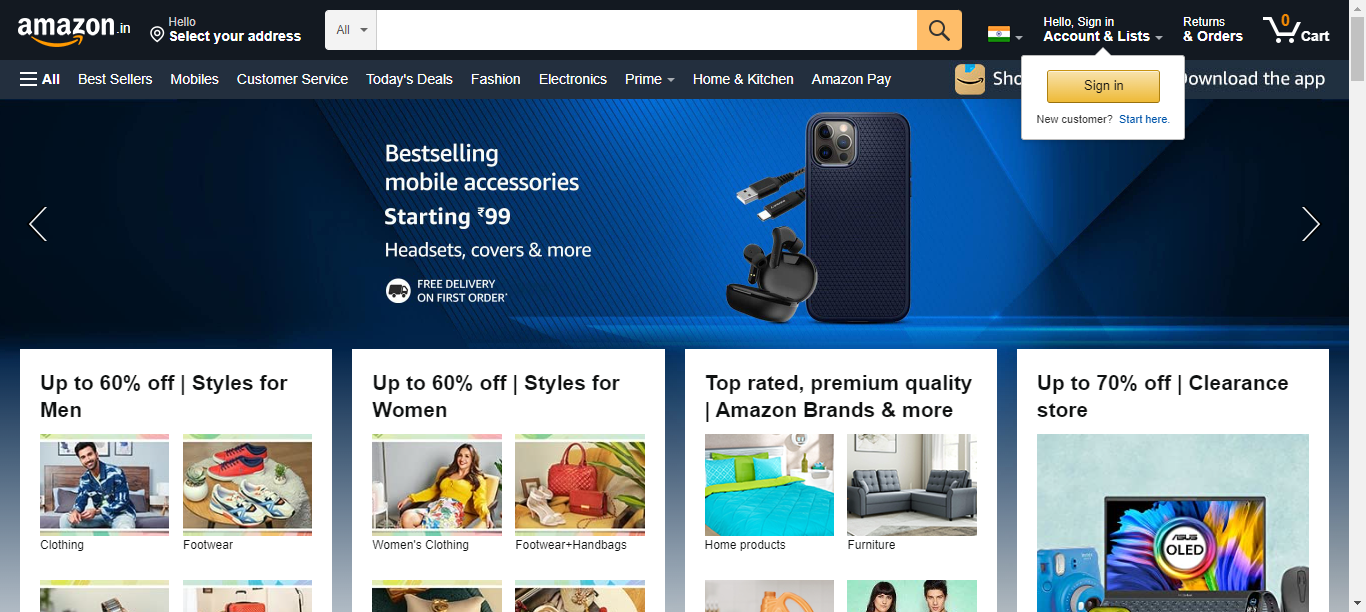 amazon.in
Hello
Select your address
All
Hello, Sign in
Account & Lists
Returns
& Orders
0
Cart
All
Best Sellers
Mobiles
Customer Service
Today's Deals
Fashion
Electronics
Prime
Home & Kitchen
Amazon Pay
Sho
Download the app
Sign in
New customer? Start here.
Bestselling
mobile accessories
Starting ₹99
Headsets, covers & more
FREE DELIVERY
ON FIRST ORDER*
Up to 60% off | Styles for
Men
Clothing
Footwear
Up to 60% off | Styles for
Women
Women's Clothing
Footwear+Handbags
Top rated, premium quality
| Amazon Brands & more
Home products
Furniture
Up to 70% off | Clearance
store
ASUS
OLED